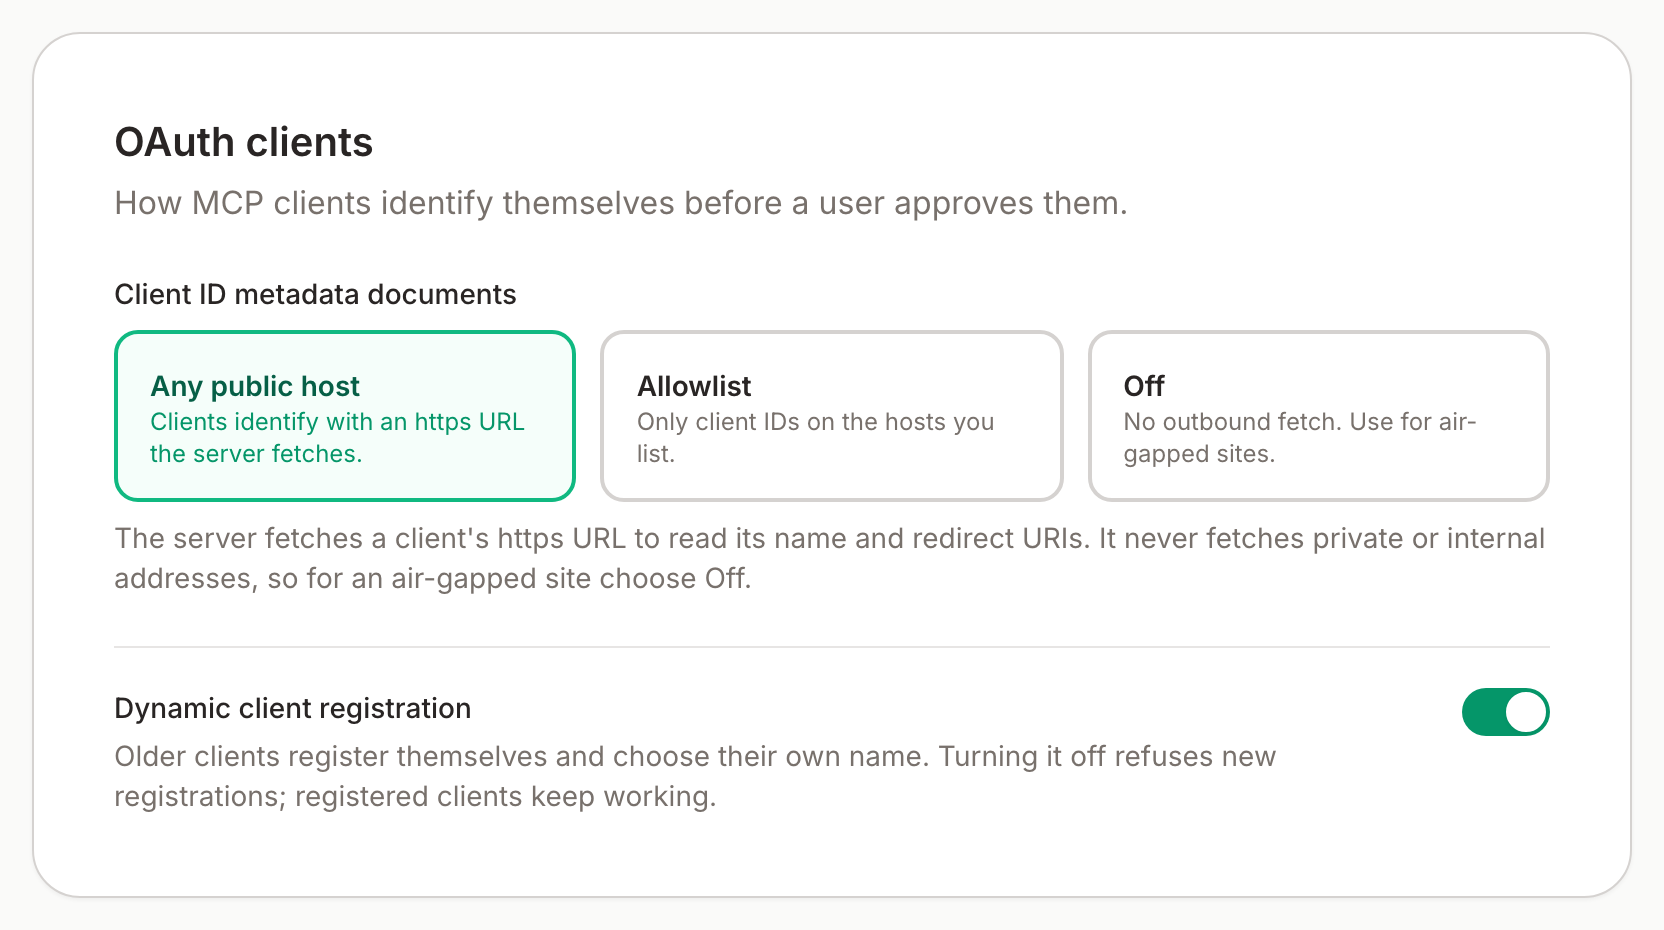 OAuth clients
How MCP clients identify themselves before a user approves them.
Client ID metadata documents
Any public host
Clients identify with an https URL
the server fetches.
Allowlist
Only client IDs on the hosts you
list.
Off
No outbound fetch. Use for air-
gapped sites.
The server fetches a client's https URL to read its name and redirect URIs. It never fetches private or internal
addresses, so for an air-gapped site choose Off.
Dynamic client registration
Older clients register themselves and choose their own name. Turning it off refuses new
registrations; registered clients keep working.